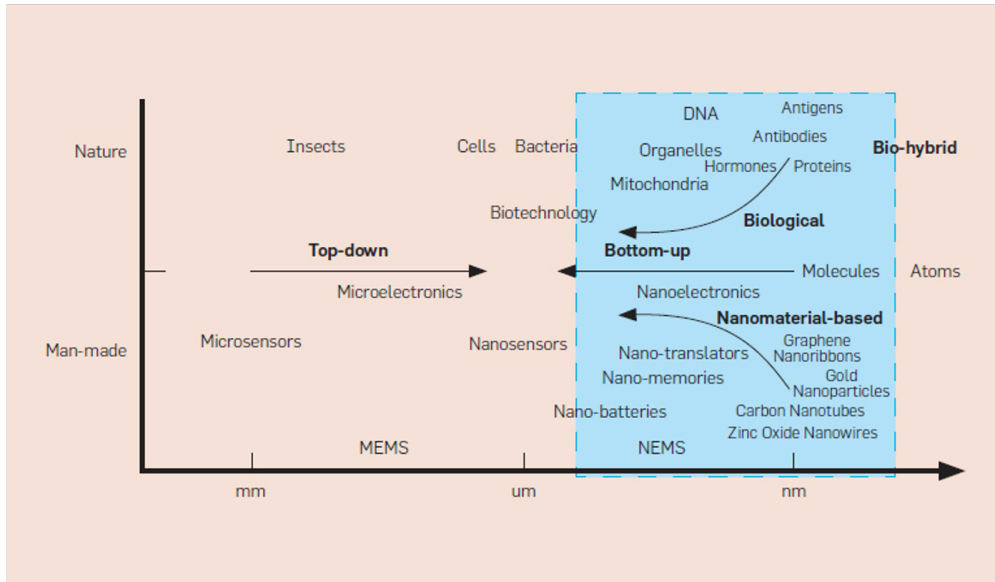 DNA
Antigens
Antibodies
Nature
Insects
Cells
Bacteria
Organelles
Bio-hybrid
Hormones
Proteins
Mitochondria
Biotechnology
Biological
Top-down
Bottom-up
Molecules
Atoms
Microelectronics
Nanoelectronics
Nanomaterial-based
Man-made
Microsensors
Nanosensors
Nano-translators
Graphene
Nanoribbons
Nano-memories
Gold
Nanoparticles
Nano-batteries
Carbon Nanotubes
Zinc Oxide Nanowires
MEMS
NEMS
mm
um
nm